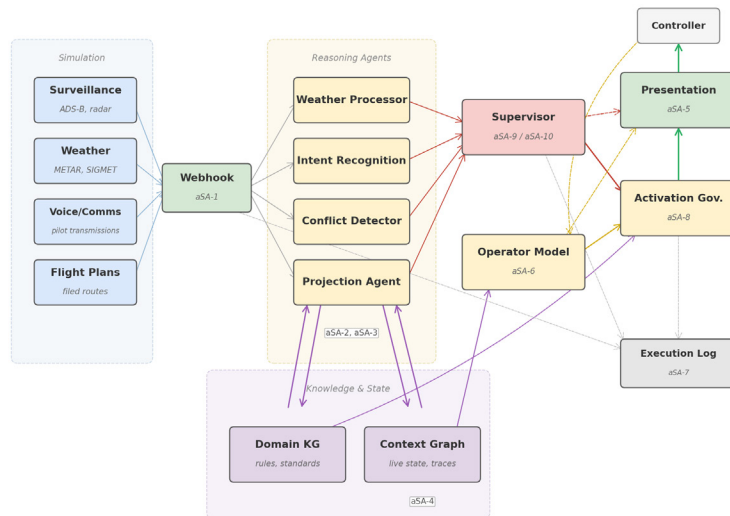 Controller
Simulation
Reasoning Agents
Surveillance
ADS-B, radar
Weather Processor
Presentation
aSA-5
Supervisor
aSA-9 / aSA-10
Weather
METAR, SIGMET
Intent Recognition
Webhook
aSA-1
Voice/Comms
pilot transmissions
Conflict Detector
Activation Gov.
aSA-8
Operator Model
aSA-6
Flight Plans
filed routes
Projection Agent
aSA-2, aSA-3
Execution Log
aSA-7
Knowledge & State
Domain KG
rules, standards
Context Graph
live state, traces
aSA-4